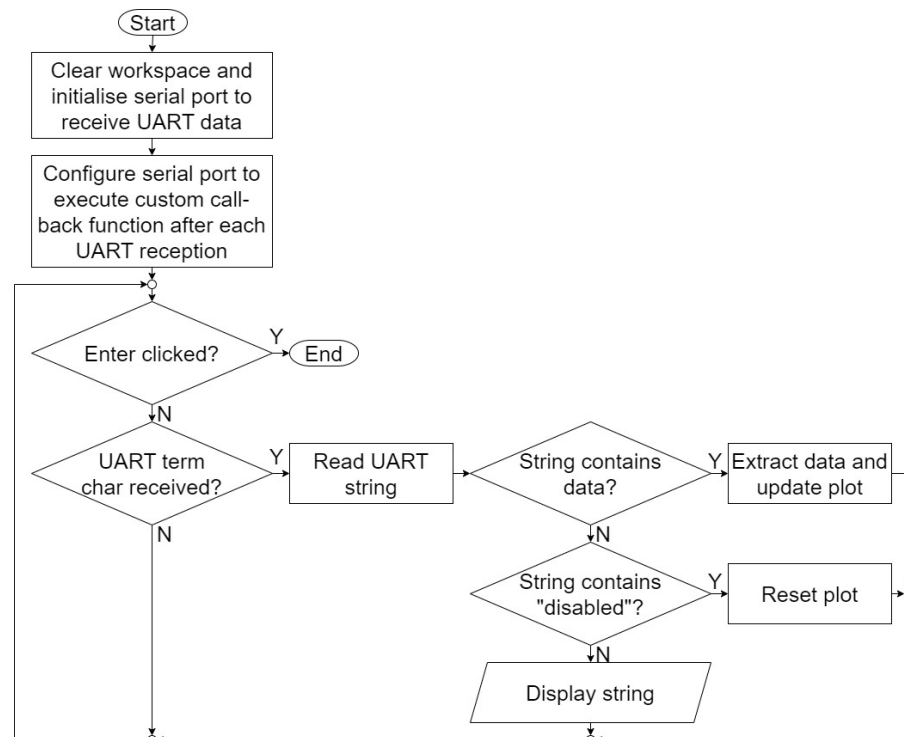 Start
Clear workspace and
initialise serial port to
receive UART data
Configure serial port to
execute custom call-
back function after each
UART reception
Enter clicked?
Y
End
N
UART term
char received?
Y
Read UART
string
String contains
data?
Y
Extract data and
update plot
N
N
String contains
"disabled"?
Y
Reset plot
N
Display string